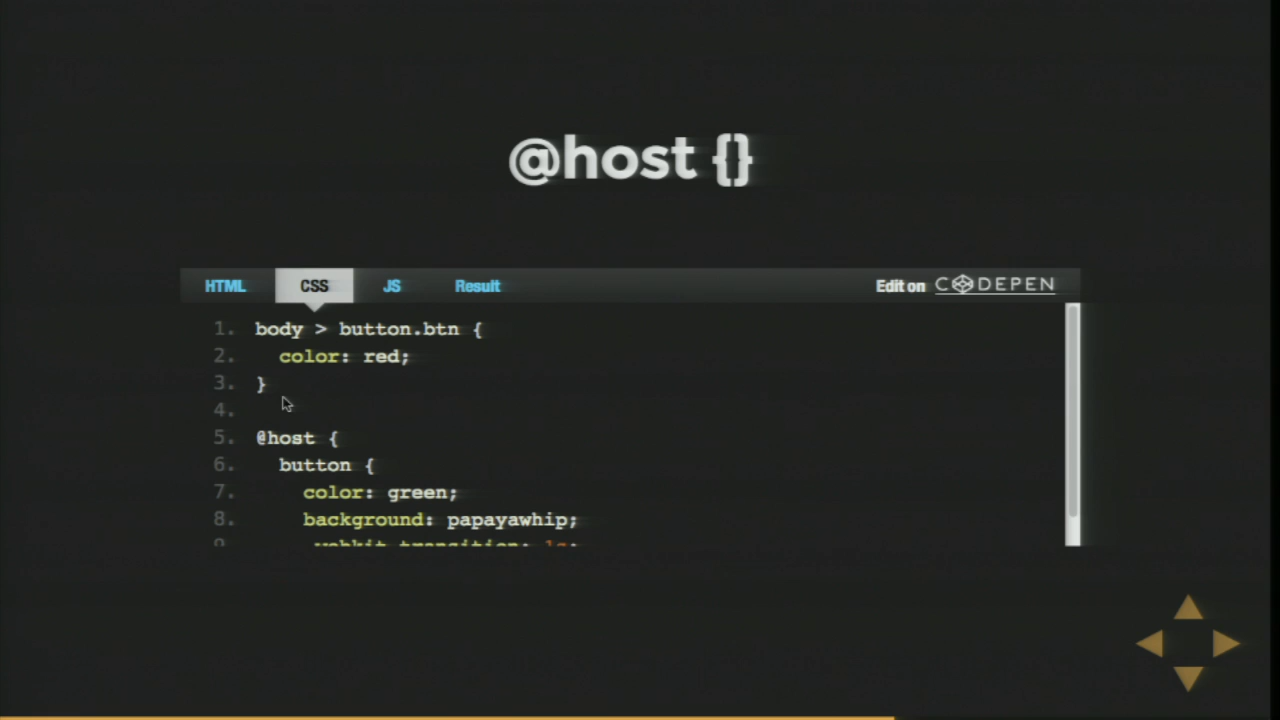 @host {}
HTML CSS JS Result Edit on CODEPEN
1. body > button.btn {
2. color: red;
3. }
4.
5. @host {
6. button {
7. color: green;
8. background: papayawhip;